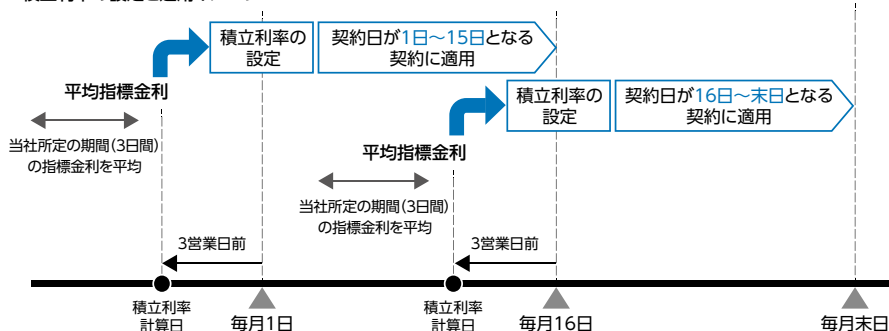 積立利率の
設定
契約日が1日～15日となる
契約に適用
平均指標金利
当社所定の期間(3日間)
の指標金利を平均
3営業日前
積立利率の
設定
契約日が16日～末日となる
契約に適用
平均指標金利
当社所定の期間(3日間)
の指標金利を平均
3営業日前
積立利率
計算日
毎月1日
積立利率
計算日
毎月16日
毎月末日